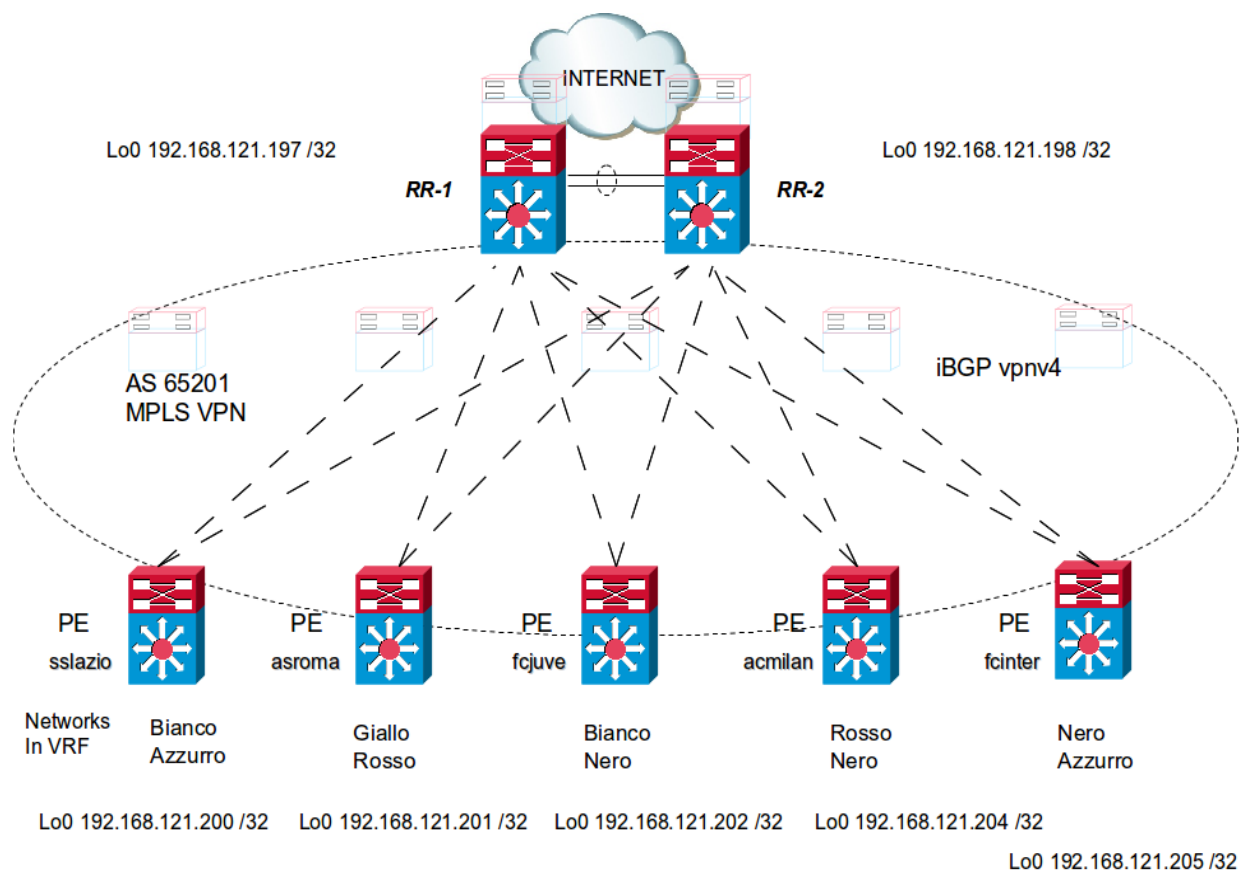 INTERNET
Lo0 192.168.121.197 /32
Lo0 192.168.121.198 /32
RR-1
RR-2
AS 65201
MPLS VPN
iBGP vpnv4
PE
sslazio
PE
asroma
PE
fcjuve
PE
acmilan
PE
fcinter
Networks
In VRF
Bianco
Azzurro
Giallo
Rosso
Bianco
Nero
Rosso
Nero
Nero
Azzurro
Lo0 192.168.121.200 /32
Lo0 192.168.121.201 /32
Lo0 192.168.121.202 /32
Lo0 192.168.121.204 /32
Lo0 192.168.121.205 /32